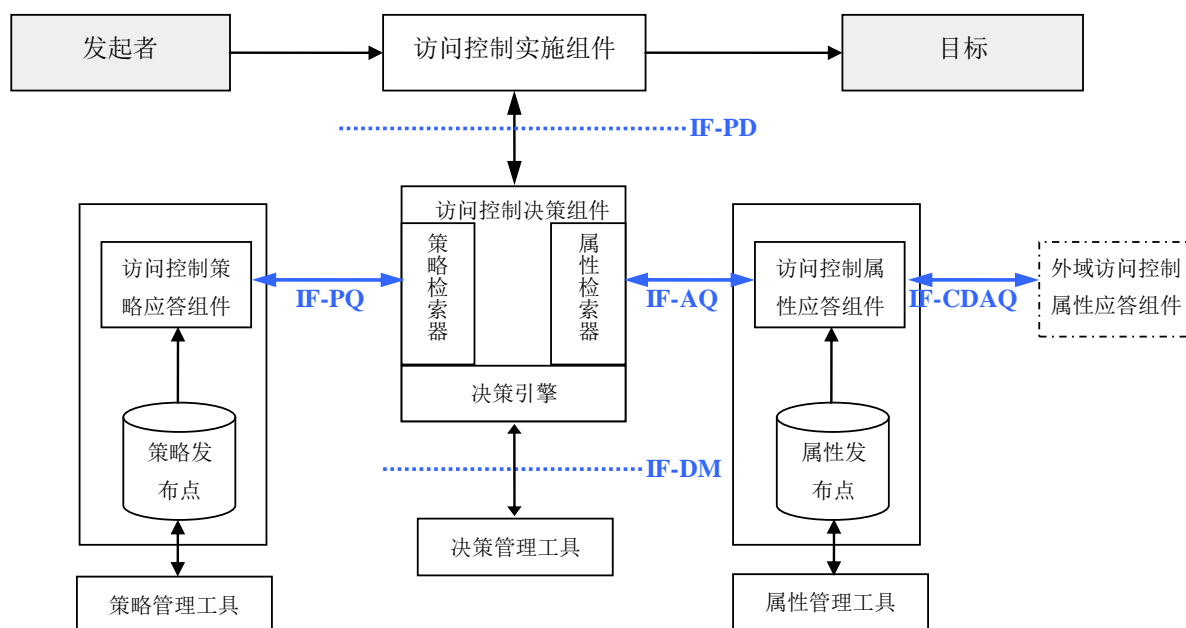 发起者
访问控制实施组件
目标
IF-PD
访问控制决策组件
策略检索器
属性检索器
访问控制策
略应答组件
IF-PQ
IF-AQ
访问控制属
性应答组件
IF-CDAQ
外域访问控制
属性应答组件
决策引擎
策略发
布点
属性发
布点
IF-DM
决策管理工具
策略管理工具
属性管理工具